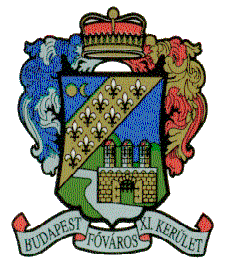 BUDAPEST FŐVÁROS XI. KERÜLET